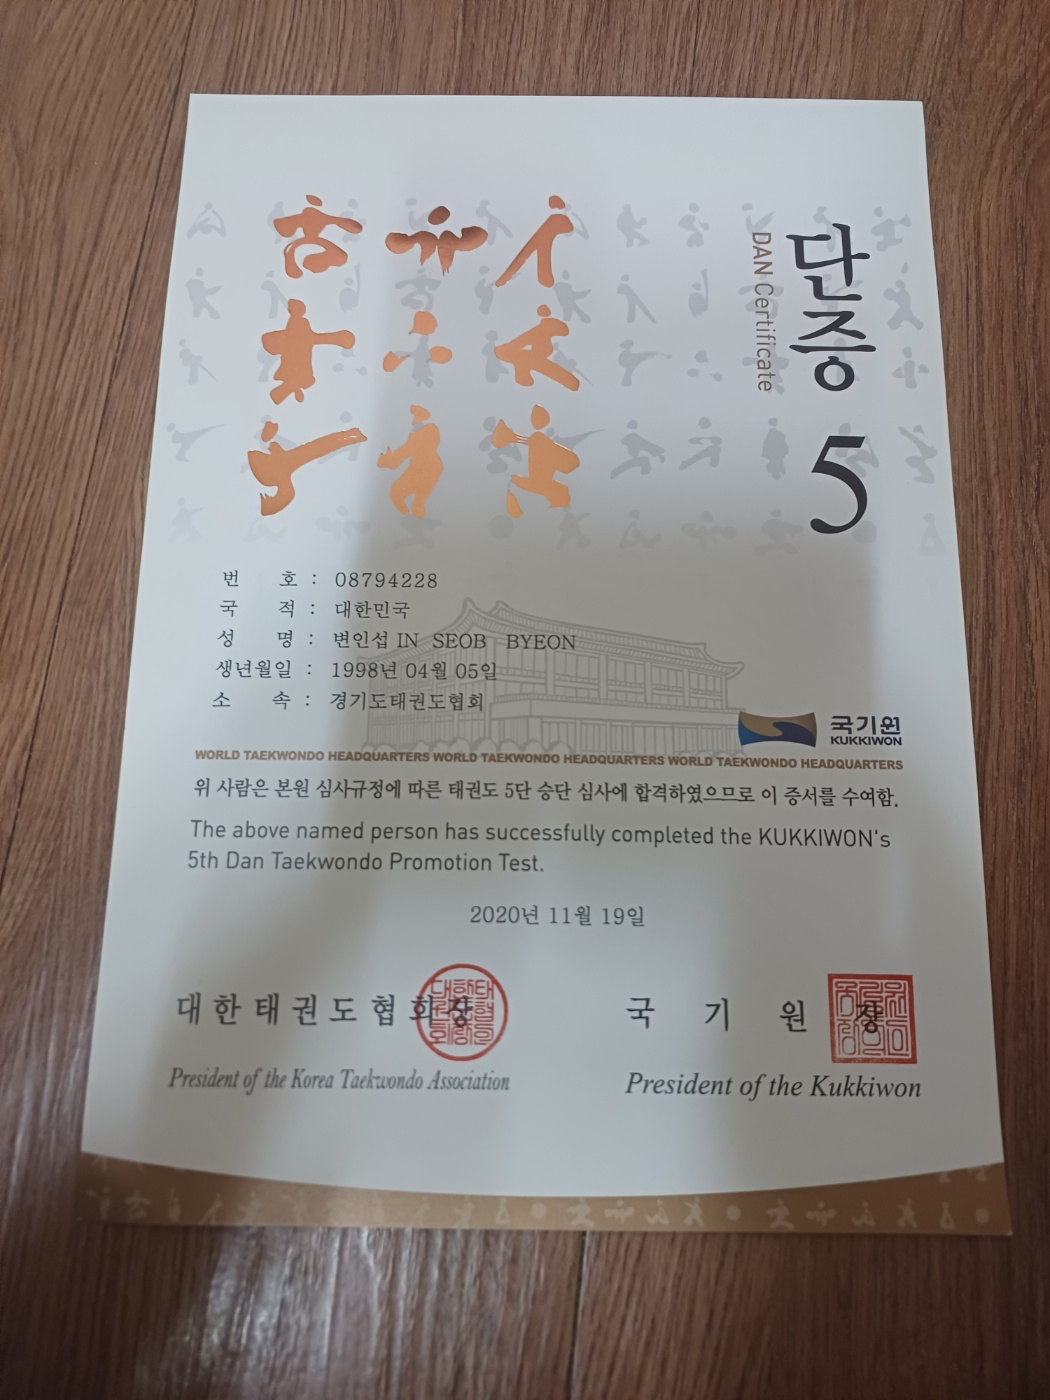 단증
DAN Certificate
5
번 호 : 08794228
국 적 : 대한민국
성 명 : 변인섭 IN SEOB BYEON
생년월일 : 1998년 04월 05일
소 속 : 경기도태권도협회
국기원
KUKKIWON
WORLD TAEKWONDO HEADQUARTERS WORLD TAEKWONDO HEADQUARTERS WORLD TAEKWONDO HEADQUARTERS
위 사람은 본원 심사규정에 따른 태권도 5단 승단 심사에 합격하였으므로 이 증서를 수여함.
The above named person has successfully completed the KUKKIWON's
5th Dan Taekwondo Promotion Test.
2020년 11월 19일
대한태권도협회장
President of the Korea Taekwondo Association
국 기 원 장
President of the Kukkiwon